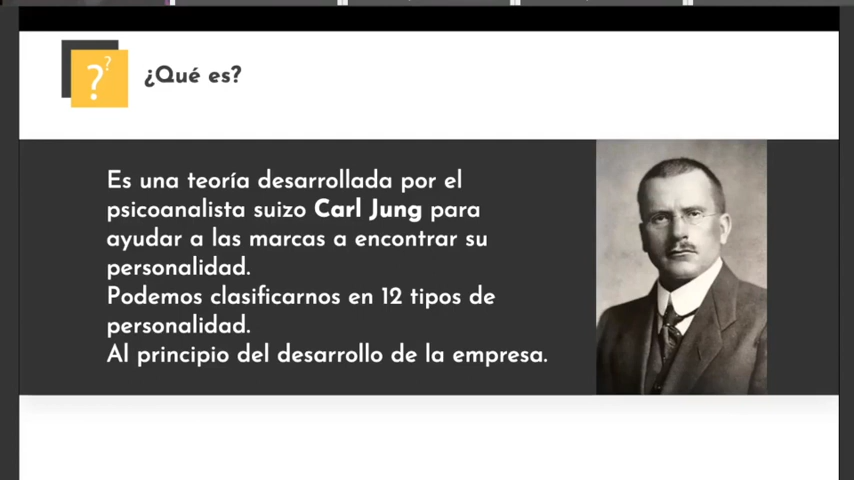 ??
¿Qué es?
Es una teoría desarrollada por el
psicoanalista suizo Carl Jung para
ayudar a las marcas a encontrar su
personalidad.
Podemos clasificarnos en 12 tipos de
personalidad.
Al principio del desarrollo de la empresa.